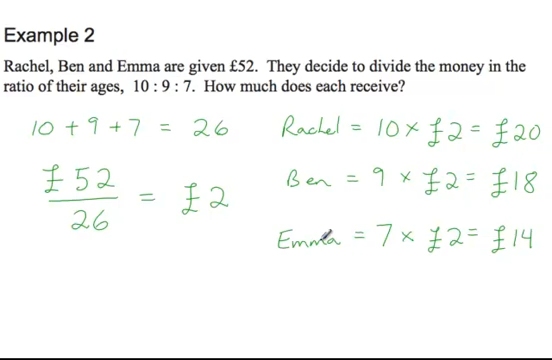 Example 2
Rachel, Ben and Emma are given £52. They decide to divide the money in the
ratio of their ages, 10 : 9 : 7. How much does each receive?
10 + 9 + 7 = 26
£52
26
= £2
Rachel = 10 × £2 = £20
Ben = 9 × £2 = £18
Emma = 7 × £2 = £14